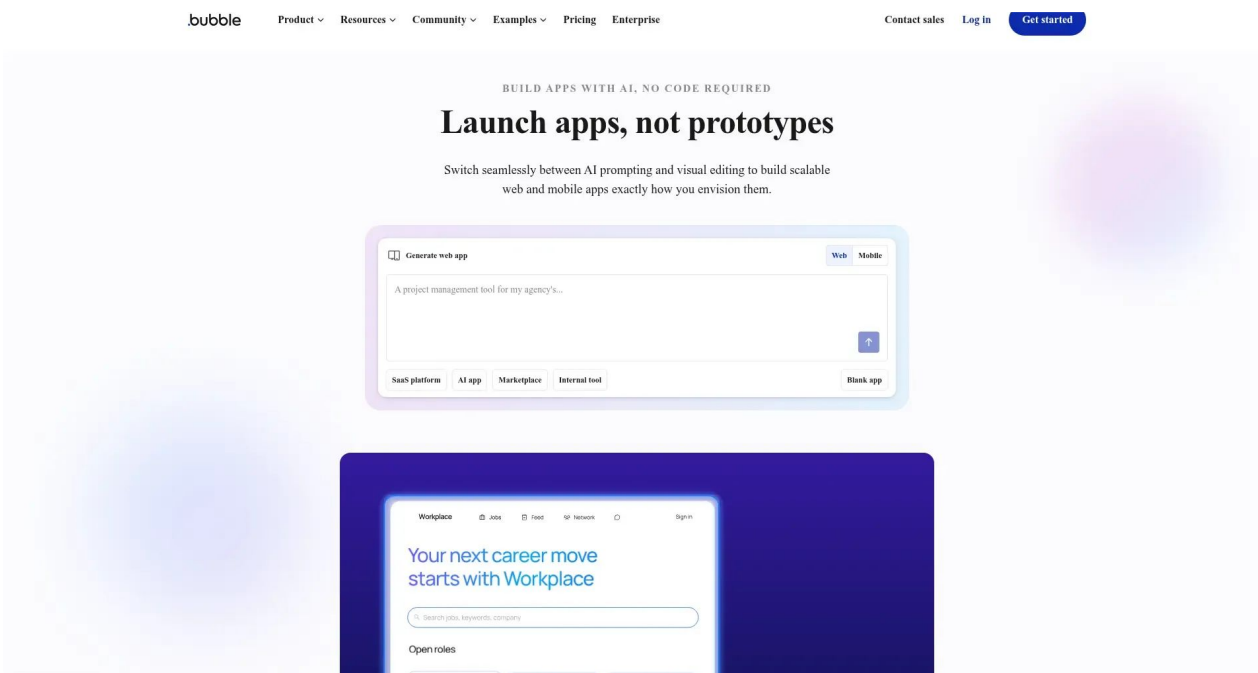 .bubble
Product
Resources
Community
Examples
Pricing
Enterprise
Contact sales
Log in
Get started
BUILD APPS WITH AI, NO CODE REQUIRED
Launch apps, not prototypes
Switch seamlessly between AI prompting and visual editing to build scalable
web and mobile apps exactly how you envision them.
Generate web app
Web
Mobile
A project management tool for my agency's...
SaaS platform
AI app
Marketplace
Internal tool
Blank app
Workplace
Jobs
Feed
Network
Sign in
Your next career move
starts with Workplace
Search jobs, keywords, company
Open roles